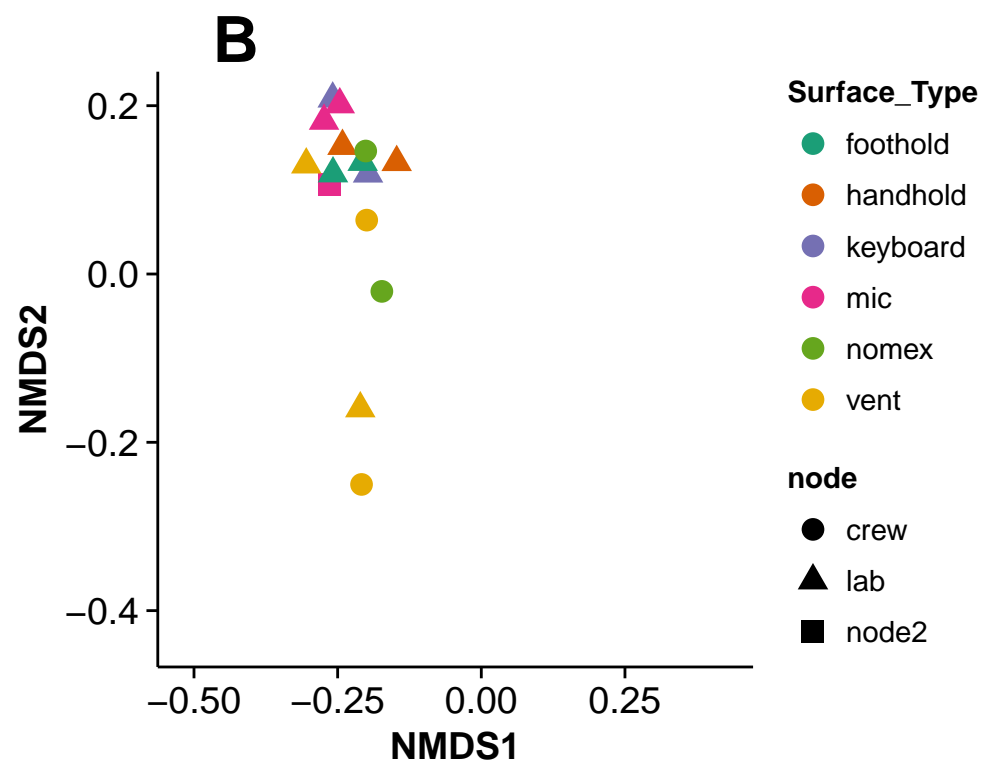 B
0.2
0.0
−0.2
−0.4
NMDS2
−0.50
−0.25
0.00
0.25
NMDS1
Surface_Type
foothold
handhold
keyboard
mic
nomex
vent
node
crew
lab
node2